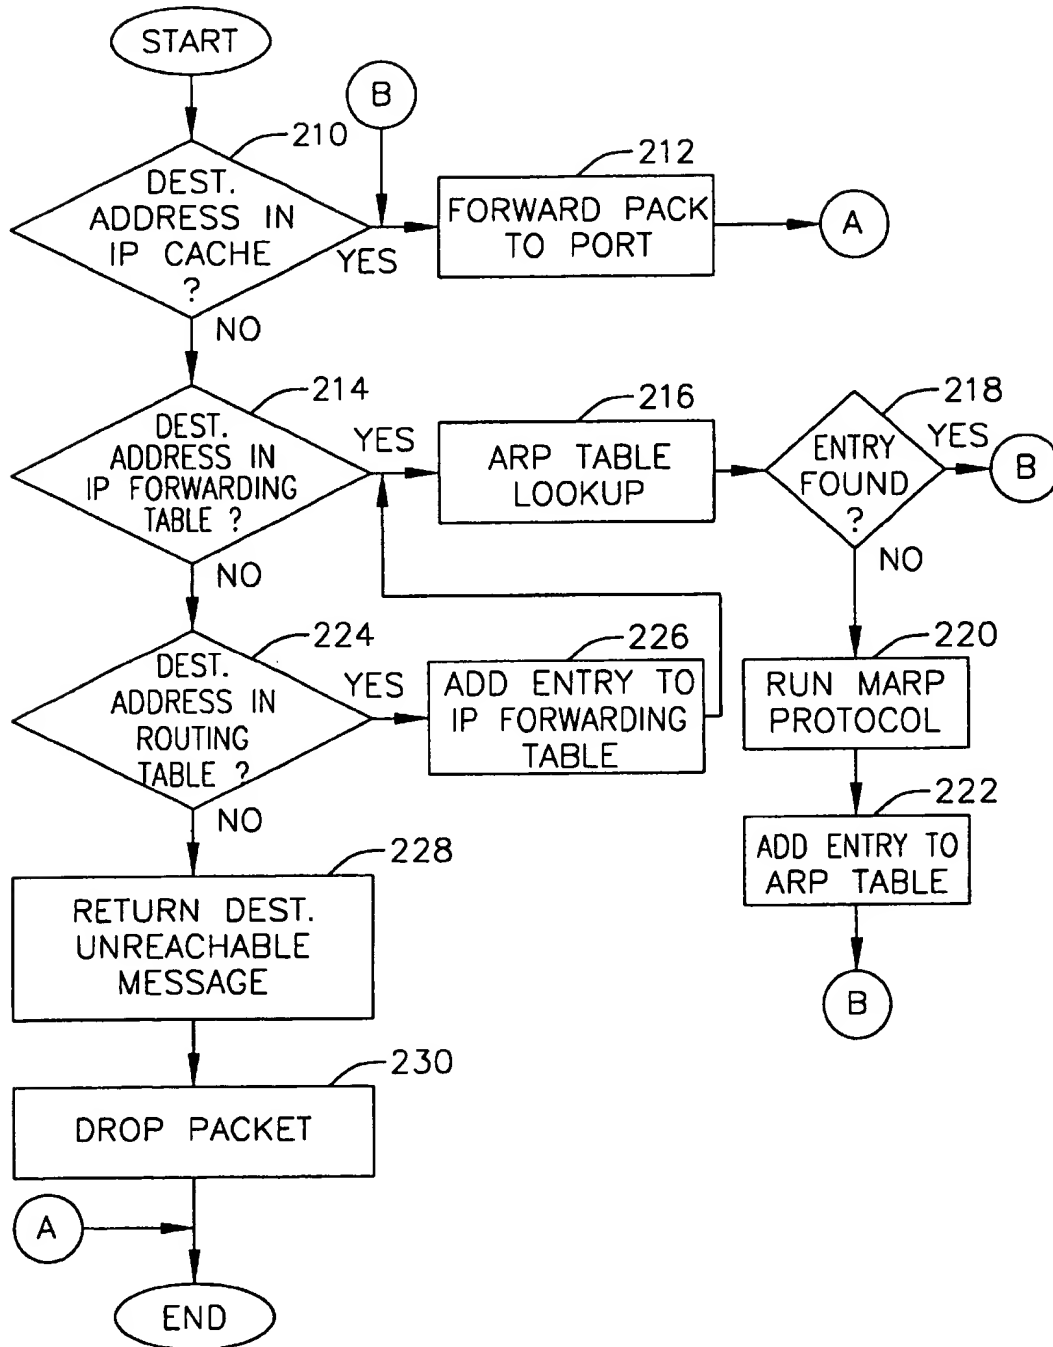 START
B
210
DEST.
ADDRESS IN
IP CACHE
?
YES
NO
212
FORWARD PACK
TO PORT
A
214
DEST.
ADDRESS IN
IP FORWARDING
TABLE ?
YES
NO
216
ARP TABLE
LOOKUP
218
ENTRY
FOUND
?
YES
B
NO
220
RUN MARP
PROTOCOL
222
ADD ENTRY TO
ARP TABLE
B
224
DEST.
ADDRESS IN
ROUTING
TABLE ?
YES
NO
226
ADD ENTRY TO
IP FORWARDING
TABLE
228
RETURN DEST.
UNREACHABLE
MESSAGE
230
DROP PACKET
A
END